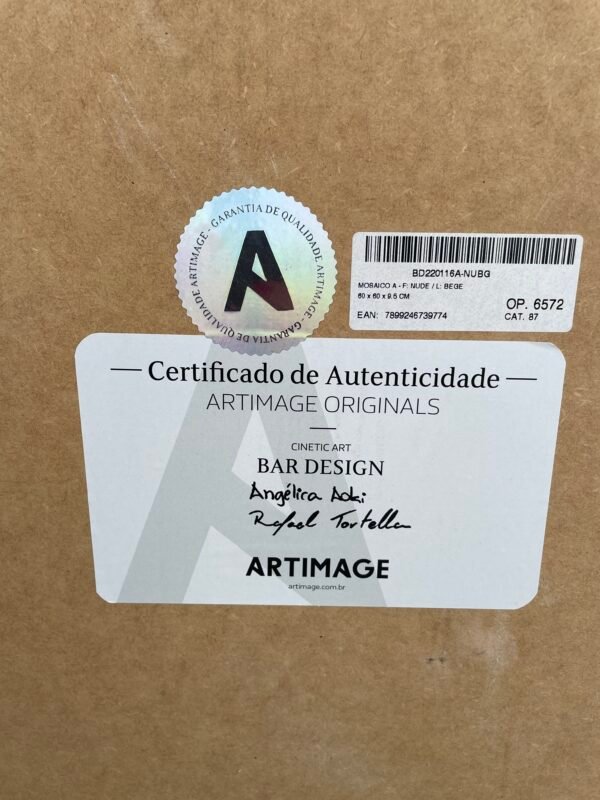 GARANTIA DE QUALIDADE ARTIMAGE - GARANTIA DE QUALIDADE ARTIMAGE -
A
BD220116A-NUBG
MOSAICO A - F: NUDE / L: BEGE
60 x 60 x 9.5 CM
OP. 6572
EAN: 7899246739774
CAT. 87
Certificado de Autenticidade
ARTIMAGE ORIGINALS
CINETIC ART
BAR DESIGN
Angélica Aoki
Rafael Tortella
ARTIMAGE
artimage.com.br